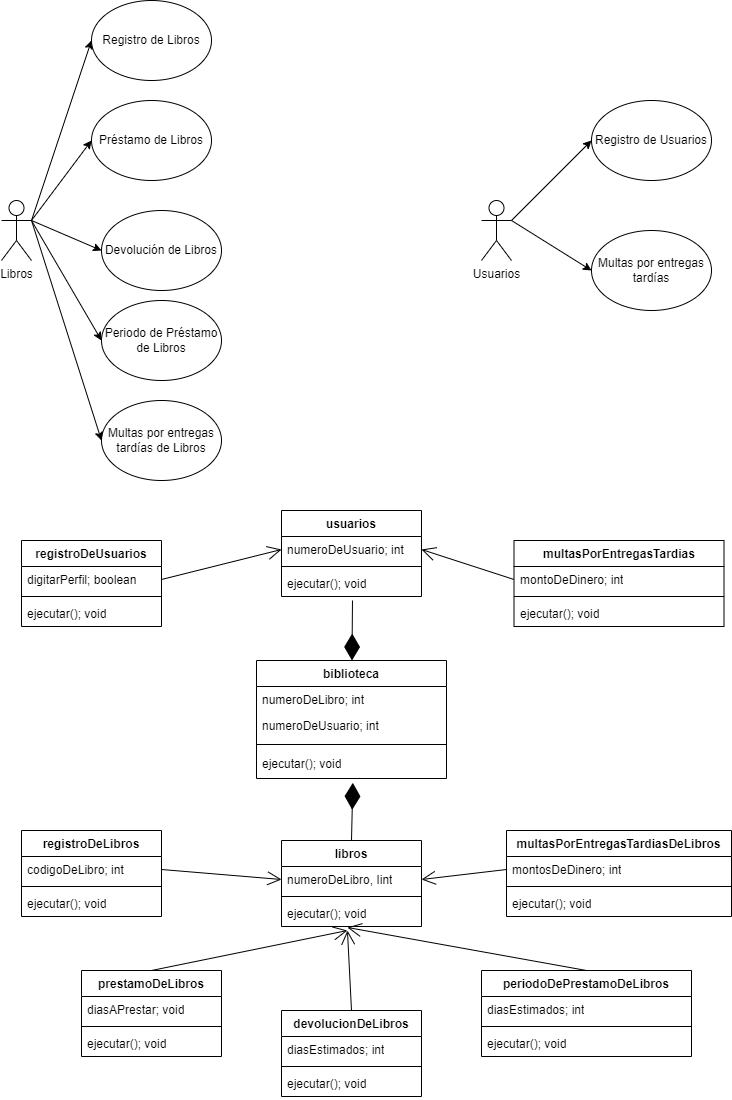 Registro de Libros
Préstamo de Libros
Registro de Usuarios
Libros
Devolución de Libros
Usuarios
Multas por entregas
tardías
Periodo de Préstamo
de Libros
Multas por entregas
tardías de Libros
usuarios
numeroDeUsuario; int
ejecutar(); void
registroDeUsuarios
digitarPerfil; boolean
ejecutar(); void
multasPorEntregasTardias
montoDeDinero; int
ejecutar(); void
biblioteca
numeroDeLibro; int
numeroDeUsuario; int
ejecutar(); void
registroDeLibros
codigoDeLibro; int
ejecutar(); void
libros
numeroDeLibro, Iint
ejecutar(); void
multasPorEntregasTardiasDeLibros
montosDeDinero; int
ejecutar(); void
prestamoDeLibros
diasAPrestar; void
ejecutar(); void
devolucionDeLibros
diasEstimados; int
ejecutar(); void
periodoDePrestamoDeLibros
diasEstimados; int
ejecutar(); void